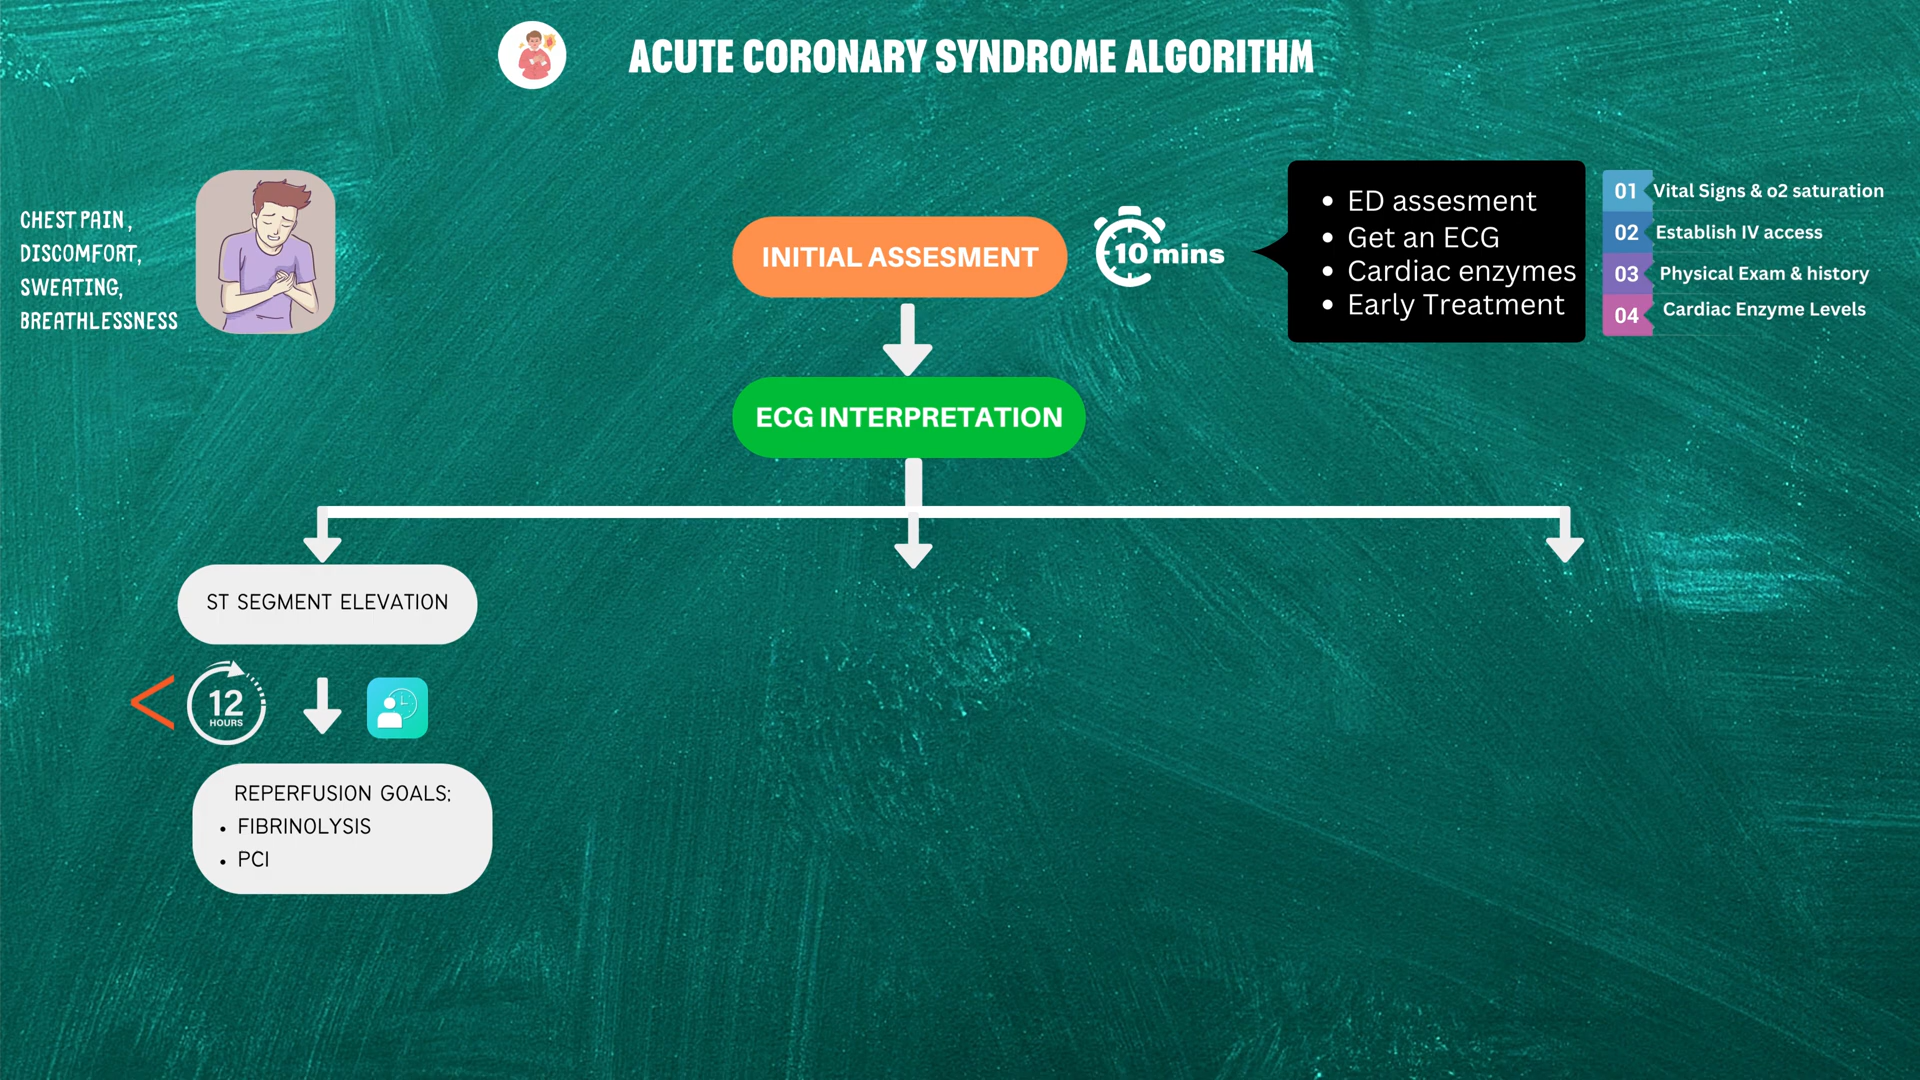 ACUTE CORONARY SYNDROME ALGORITHM
CHEST PAIN,
DISCOMFORT,
SWEATING,
BREATHLESSNESS
INITIAL ASSESMENT
10 mins
• ED assesment
• Get an ECG
• Cardiac enzymes
• Early Treatment
01 Vital Signs & o2 saturation
02 Establish IV access
03 Physical Exam & history
04 Cardiac Enzyme Levels
ECG INTERPRETATION
ST SEGMENT ELEVATION
< 12
HOURS
REPERFUSION GOALS:
• FIBRINOLYSIS
• PCI